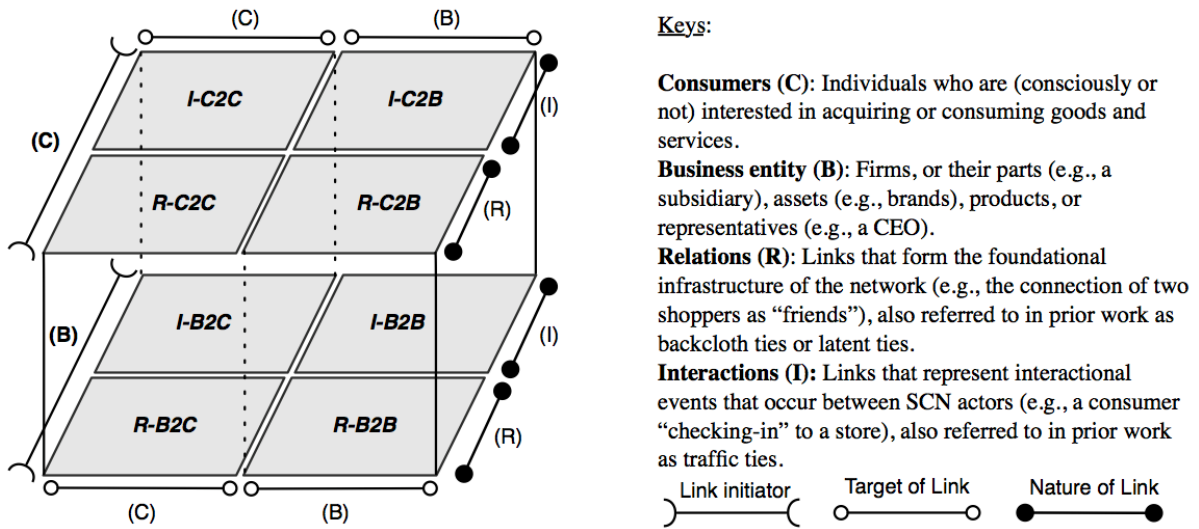 (C) (B)
I-C2C I-C2B
(I)
(C)
R-C2C R-C2B
(R)
I-B2C I-B2B
(B) (I)
R-B2C R-B2B
(R)
(C) (B)
Keys:
Consumers (C): Individuals who are (consciously or
not) interested in acquiring or consuming goods and
services.
Business entity (B): Firms, or their parts (e.g., a
subsidiary), assets (e.g., brands), products, or
representatives (e.g., a CEO).
Relations (R): Links that form the foundational
infrastructure of the network (e.g., the connection of two
shoppers as “friends”), also referred to in prior work as
backcloth ties or latent ties.
Interactions (I): Links that represent interactional
events that occur between SCN actors (e.g., a consumer
“checking-in” to a store), also referred to in prior work
as traffic ties.
Link initiator Target of Link Nature of Link